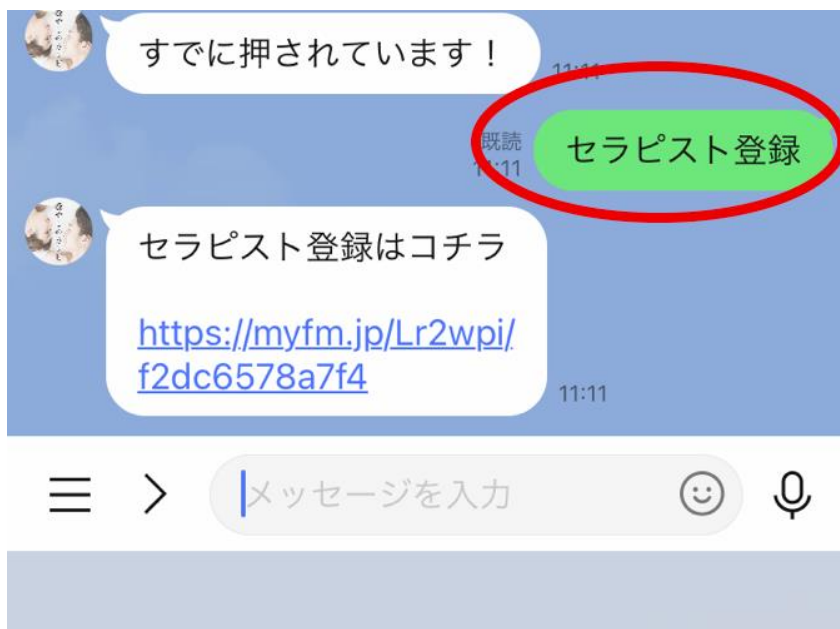 すでに押されています！
11:11
既読
11:11
セラピスト登録
セラピスト登録はコチラ
https://myfm.jp/Lr2wpi/
f2dc6578a7f4
11:11
メッセージを入力